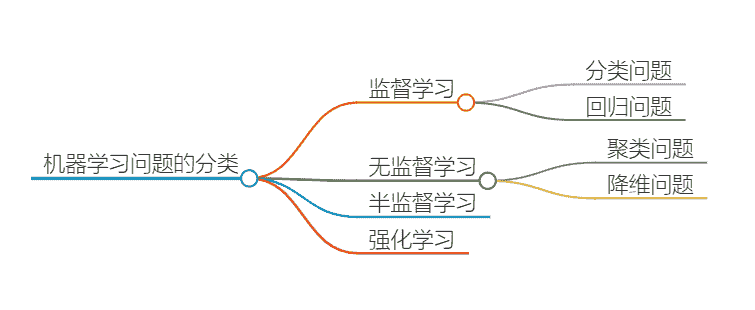 机器学习问题的分类
监督学习
分类问题
回归问题
无监督学习
聚类问题
降维问题
半监督学习
强化学习